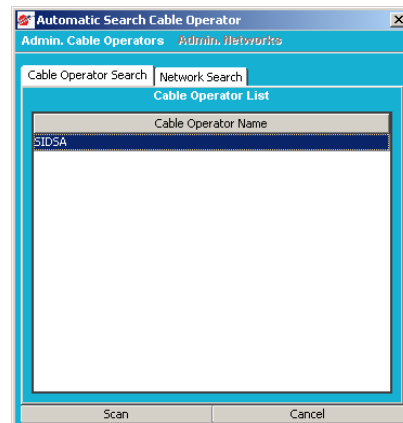 Automatic Search Cable Operator
Admin. Cable Operators Admin. Networks
Cable Operator Search Network Search
Cable Operator List
Cable Operator Name
SIDSA
Scan Cancel